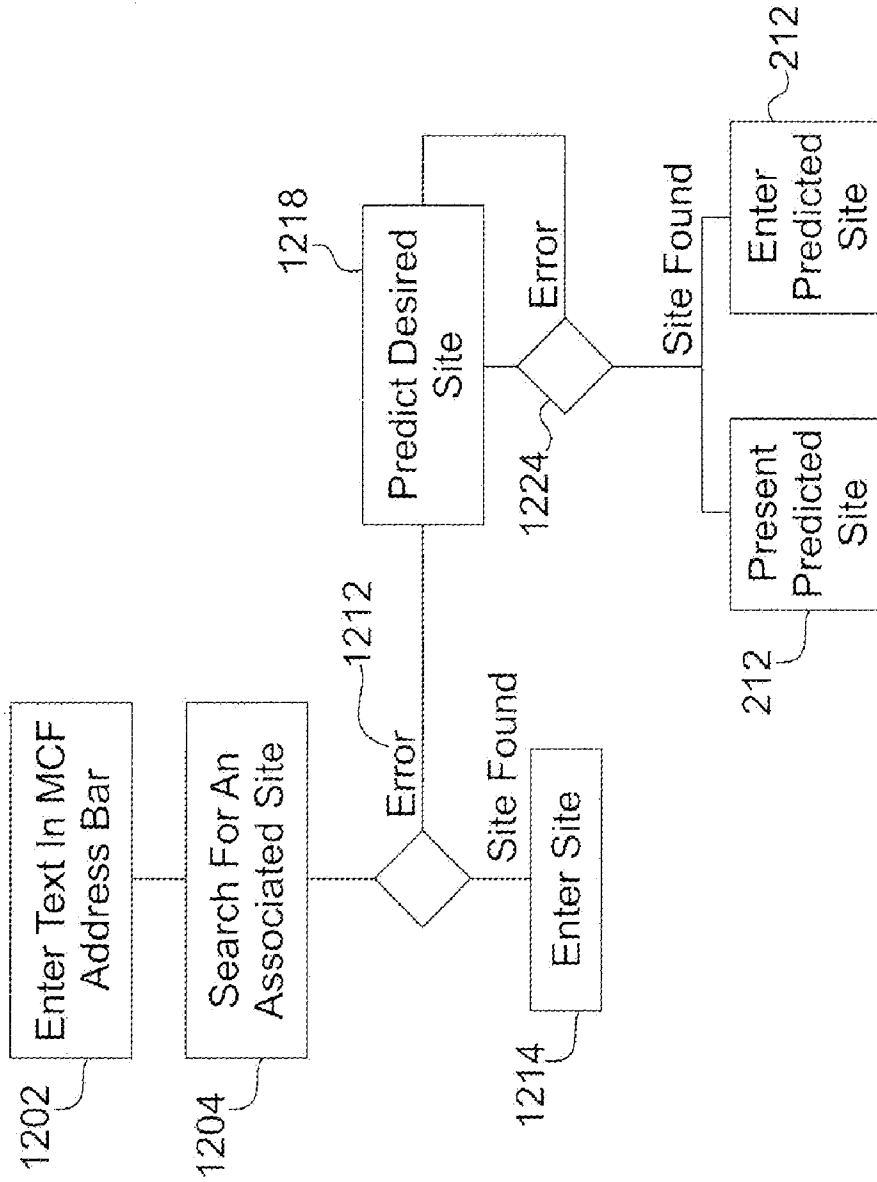 1202
Enter Text In MCF
Address Bar
1204
Search For An
Associated Site
Error
1212
Site Found
1214
Enter Site
1218
Predict Desired
Site
1224
Error
Site Found
212
Present
Predicted
Site
212
Enter
Predicted
Site